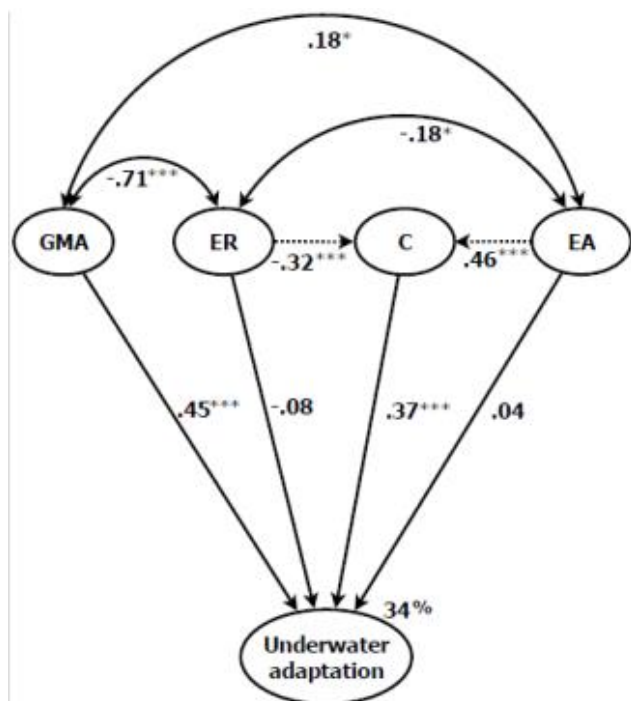 .18*
-.18*
-.71***
GMA
ER
C
EA
-.32***
.46***
.45***
-.08
.37***
.04
34%
Underwater
adaptation